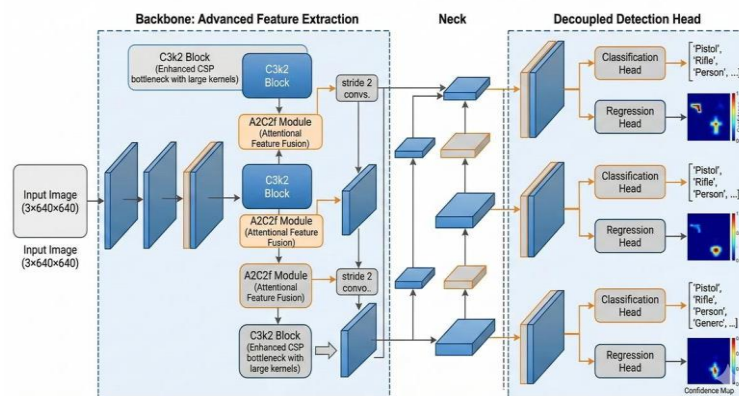 Backbone: Advanced Feature Extraction
Neck
Decoupled Detection Head
C3k2 Block
(Enhanced CSP
bottleneck with
large kernels)
C3k2
Block
stride 2
convs.
A2C2f Module
(Attentional
Feature Fusion)
C3k2
Block
A2C2f Module
(Attentional
Feature Fusion)
A2C2f Module
(Attentional
Feature Fusion)
stride 2
convo..
C3k2 Block
(Enhanced CSP
bottleneck with
large kernels)
Input Image
(3×640×640)
Input Image
(3×640×640)
Classification
Head
['Pistol',
'Rifle',
'Person', ...]
Regression
Head
Classification
Head
['Pistol',
'Rifle',
'Person', ...]
Regression
Head
Classification
Head
['Pistol',
'Rifle',
'Person',
'Generc', ...]
Regression
Head
Confidence Mup